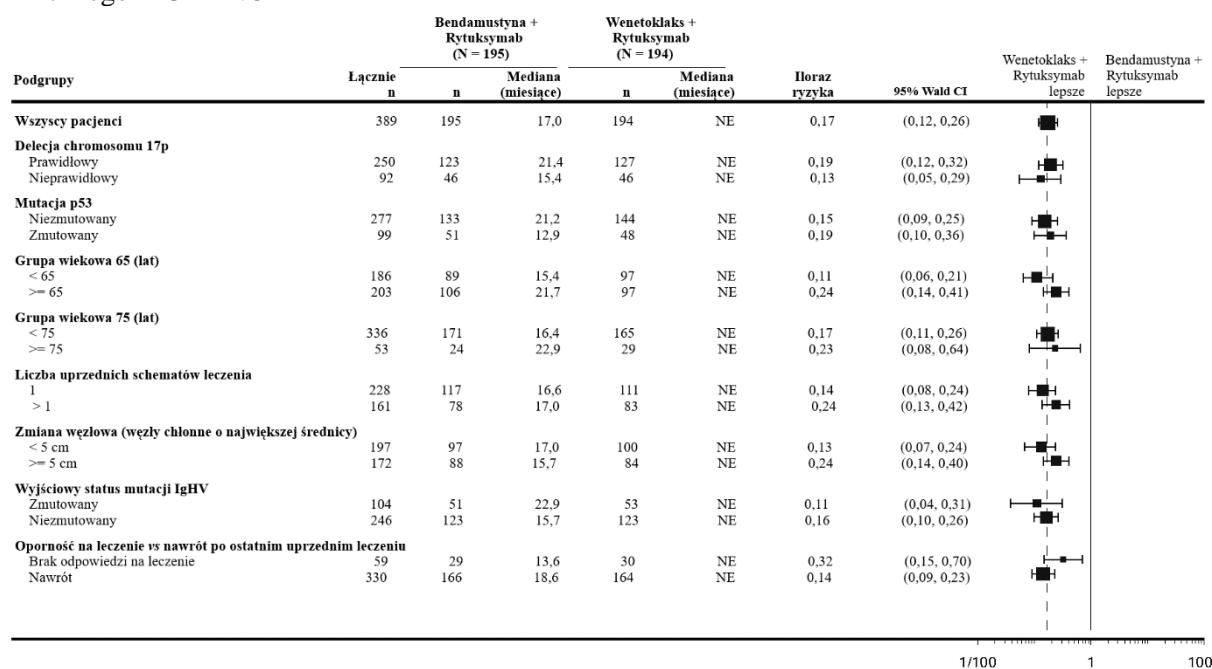 Bendamustyna + Rytuksymab (N = 195) Wenetoklaks + Rytuksymab (N = 194)
Wenetoklaks + Rytuksymab lepsze Bendamustyna + Rytuksymab lepsze
Podgrupy Łącznie n n Mediana (miesiące) n Mediana (miesiące) Iloraz ryzyka 95% Wald CI
Wszyscy pacjenci 389 195 17,0 194 NE 0,17 (0,12, 0,26)
Delecja chromosomu 17p
Prawidłowy 250 123 21,4 127 NE 0,19 (0,12, 0,32)
Nieprawidłowy 92 46 15,4 46 NE 0,13 (0,05, 0,29)
Mutacja p53
Niezmutowany 277 133 21,2 144 NE 0,15 (0,09, 0,25)
Zmutowany 99 51 12,9 48 NE 0,19 (0,10, 0,36)
Grupa wiekowa 65 (lat)
< 65 186 89 15,4 97 NE 0,11 (0,06, 0,21)
>= 65 203 106 21,7 97 NE 0,24 (0,14, 0,41)
Grupa wiekowa 75 (lat)
< 75 336 171 16,4 165 NE 0,17 (0,11, 0,26)
>= 75 53 24 22,9 29 NE 0,23 (0,08, 0,64)
Liczba uprzednich schematów leczenia
1 228 117 16,6 111 NE 0,14 (0,08, 0,24)
> 1 161 78 17,0 83 NE 0,24 (0,13, 0,42)
Zmiana węzłowa (węzły chłonne o największej średnicy)
< 5 cm 197 97 17,0 100 NE 0,13 (0,07, 0,24)
>= 5 cm 172 88 15,7 84 NE 0,24 (0,14, 0,40)
Wyjściowy status mutacji IgHV
Zmutowany 104 51 22,9 53 NE 0,11 (0,04, 0,31)
Niezmutowany 246 123 15,7 123 NE 0,16 (0,10, 0,26)
Oporność na leczenie vs nawrót po ostatnim uprzednim leczeniu
Brak odpowiedzi na leczenie 59 29 13,6 30 NE 0,32 (0,15, 0,70)
Nawrót 330 166 18,6 164 NE 0,14 (0,09, 0,23)
1/100 1 100